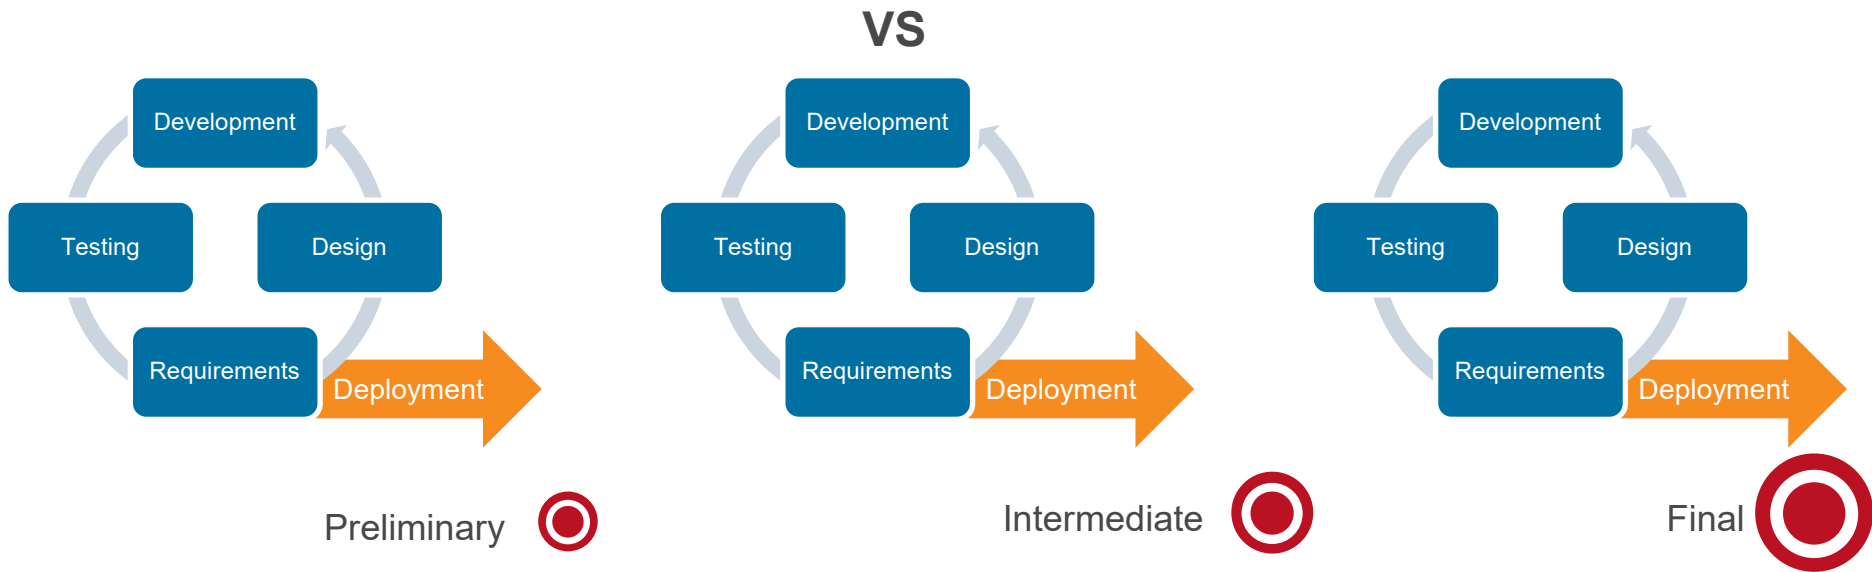 VS
Development
Testing
Design
Requirements
Deployment
Preliminary
Development
Testing
Design
Requirements
Deployment
Intermediate
Development
Testing
Design
Requirements
Deployment
Final